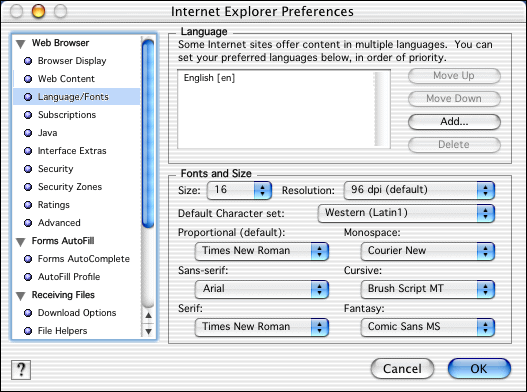 Internet Explorer Preferences
Web Browser
Browser Display
Web Content
Language/Fonts
Subscriptions
Java
Interface Extras
Security
Security Zones
Ratings
Advanced
Forms AutoFill
Forms AutoComplete
AutoFill Profile
Receiving Files
Download Options
File Helpers
Language
Some Internet sites offer content in multiple languages. You can
set your preferred languages below, in order of priority.
English [en]
Move Up
Move Down
Add...
Delete
Fonts and Size
Size: 16 Resolution: 96 dpi (default)
Default Character set: Western (Latin1)
Proportional (default): Monospace:
Times New Roman Courier New
Sans-serif: Cursive:
Arial Brush Script MT
Serif: Fantasy:
Times New Roman Comic Sans MS
?
Cancel OK